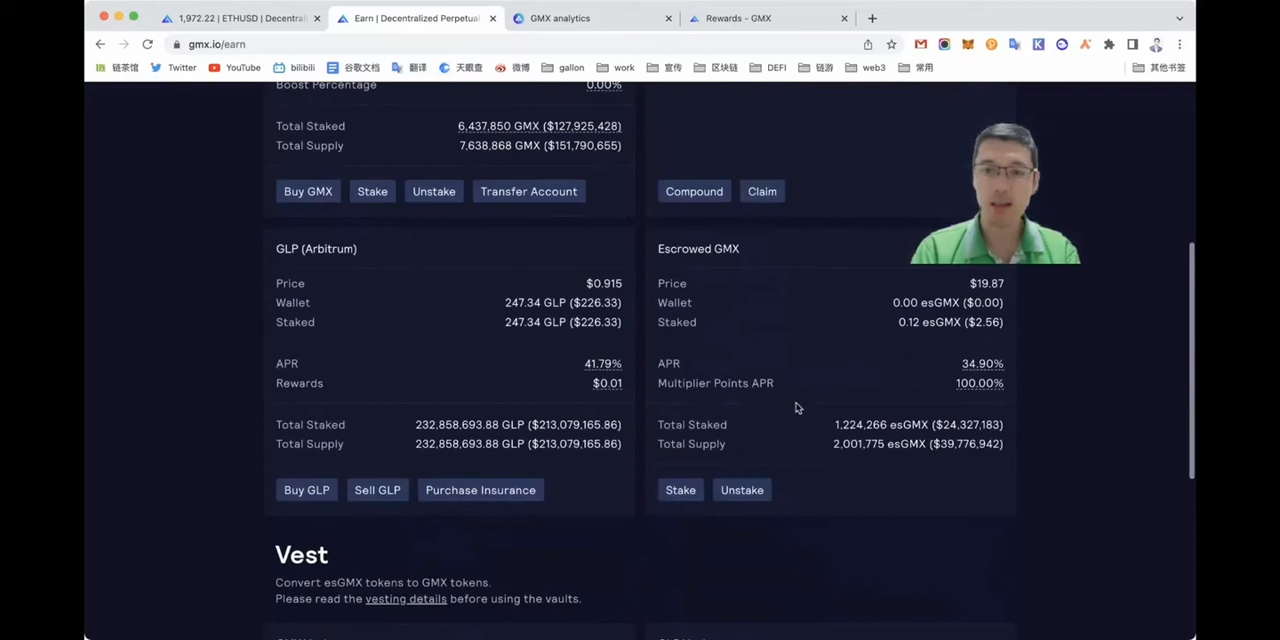 1,972.22 | ETHUSD | Decentral
Earn | Decentralized Perpetual
GMX analytics
Rewards - GMX
gmx.io/earn
链茶馆
Twitter
YouTube
bilibili
谷歌文档
翻译
天眼查
微博
gallon
work
宣传
区块链
DEFI
链游
web3
常用
其他书签
Boost Percentage 0.00%
Total Staked 6,437,850 GMX ($127,925,428)
Total Supply 7,638,868 GMX ($151,790,655)
Buy GMX Stake Unstake Transfer Account
Compound Claim
GLP (Arbitrum)
Price $0.915
Wallet 247.34 GLP ($226.33)
Staked 247.34 GLP ($226.33)
APR 41.79%
Rewards $0.01
Total Staked 232,858,693.88 GLP ($213,079,165.86)
Total Supply 232,858,693.88 GLP ($213,079,165.86)
Buy GLP Sell GLP Purchase Insurance
Escrowed GMX
Price $19.87
Wallet 0.00 esGMX ($0.00)
Staked 0.12 esGMX ($2.56)
APR 34.90%
Multiplier Points APR 100.00%
Total Staked 1,224,266 esGMX ($24,327,183)
Total Supply 2,001,775 esGMX ($39,776,942)
Stake Unstake
Vest
Convert esGMX tokens to GMX tokens.
Please read the vesting details before using the vaults.